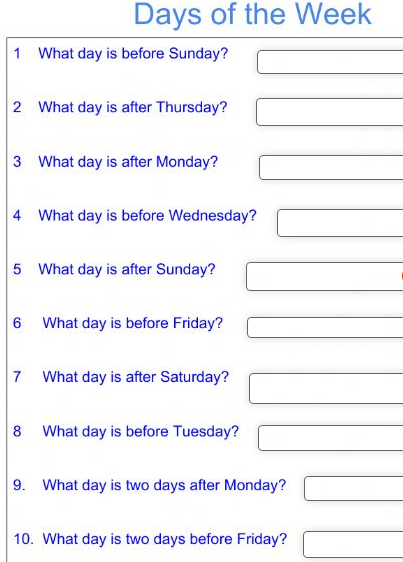 Days of the Week
1 What day is before Sunday?
2 What day is after Thursday?
3 What day is after Monday?
4 What day is before Wednesday?
5 What day is after Sunday?
6 What day is before Friday?
7 What day is after Saturday?
8 What day is before Tuesday?
9. What day is two days after Monday?
10. What day is two days before Friday?